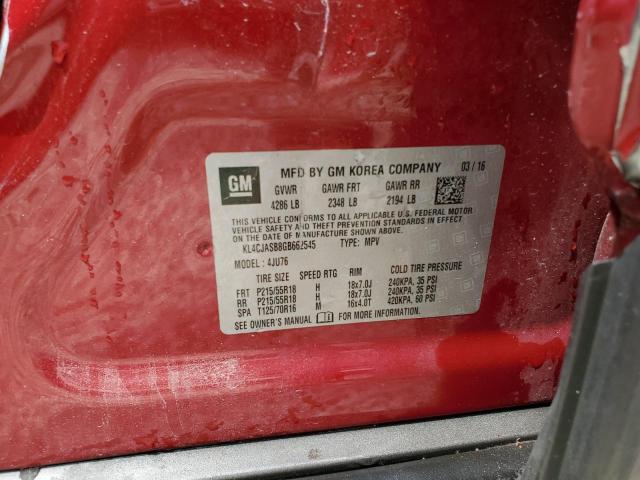 GM
MFD BY GM KOREA COMPANY 03/16
GVWR GAWR FRT GAWR RR
4286 LB 2348 LB 2194 LB
THIS VEHICLE CONFORMS TO ALL APPLICABLE U.S. FEDERAL MOTOR
VEHICLE SAFETY AND THEFT PREVENTION STANDARDS IN EFFECT
ON THE DATE OF MANUFACTURE SHOWN ABOVE.
KL4CJASB8GB662545 TYPE: MPV
MODEL: 4JU76
TIRE SIZE SPEED RTG RIM COLD TIRE PRESSURE
FRT P215/55R18 H 18x7.0J 240KPA, 35 PSI
RR P215/55R18 H 18x7.0J 240KPA, 35 PSI
SPA T125/70R16 M 16x4.0T 420KPA, 60 PSI
SEE OWNER'S MANUAL FOR MORE INFORMATION.